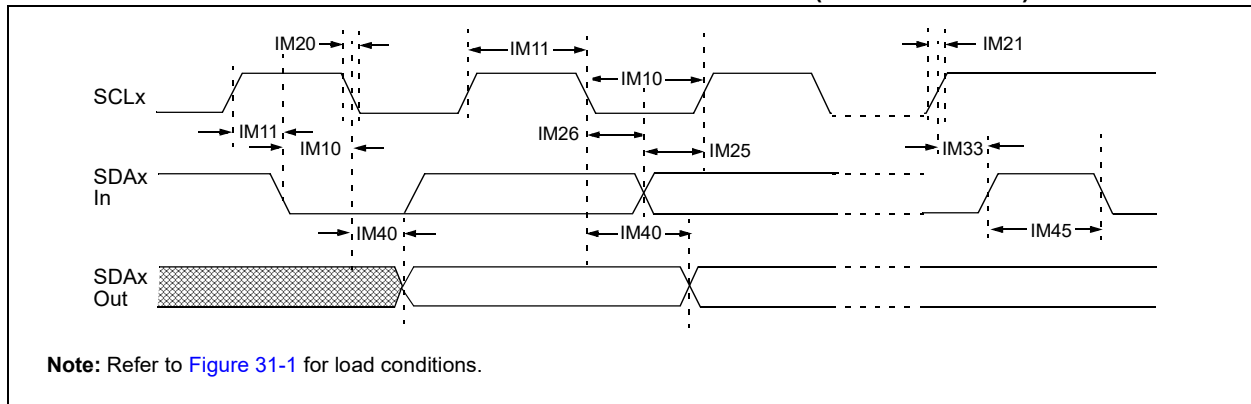 IM20
IM11
IM21
IM10
SCLx
IM11
IM26
IM10
IM25
IM33
SDAx
In
IM40
IM40
IM45
SDAx
Out
Note: Refer to Figure 31-1 for load conditions.